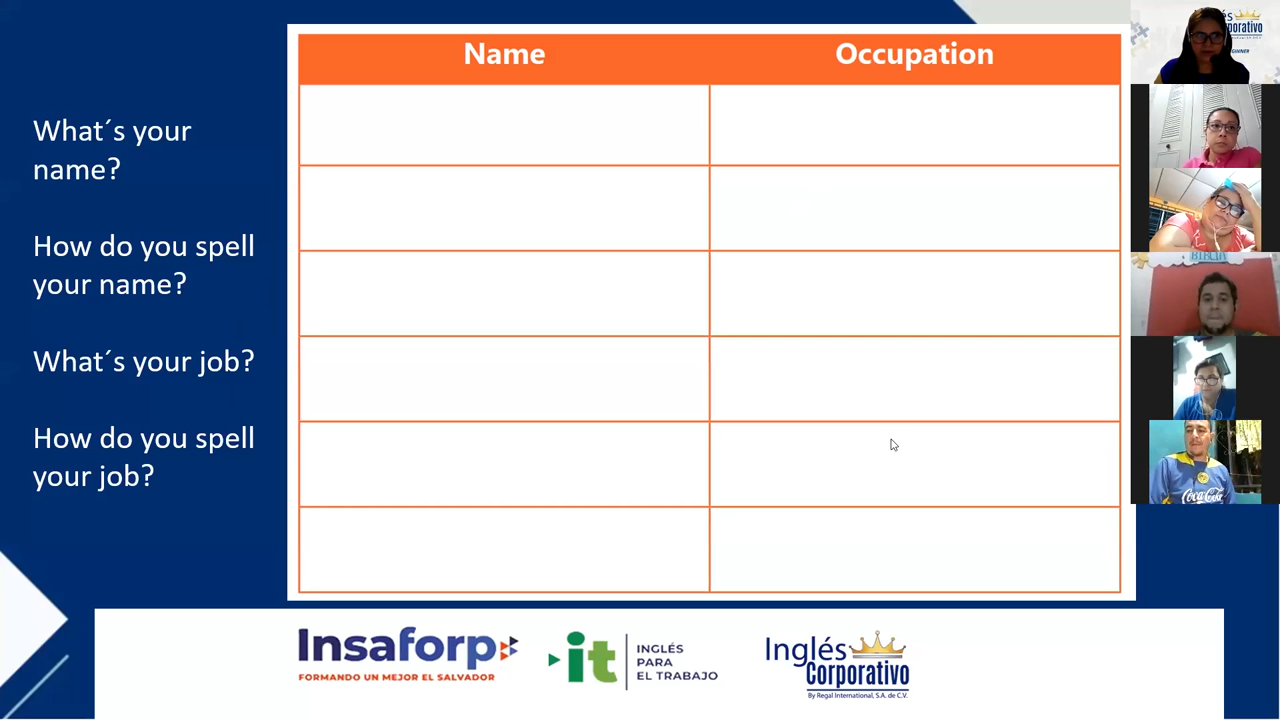 What´s your
name?
How do you spell
your name?
What´s your job?
How do you spell
your job?
Name
Occupation
Insaforp
FORMANDO UN MEJOR EL SALVADOR
it
INGLÉS
PARA
EL TRABAJO
Inglés
Corporativo
By Regal International, S.A. de C.V.
BIBLIA
Coca-Cola